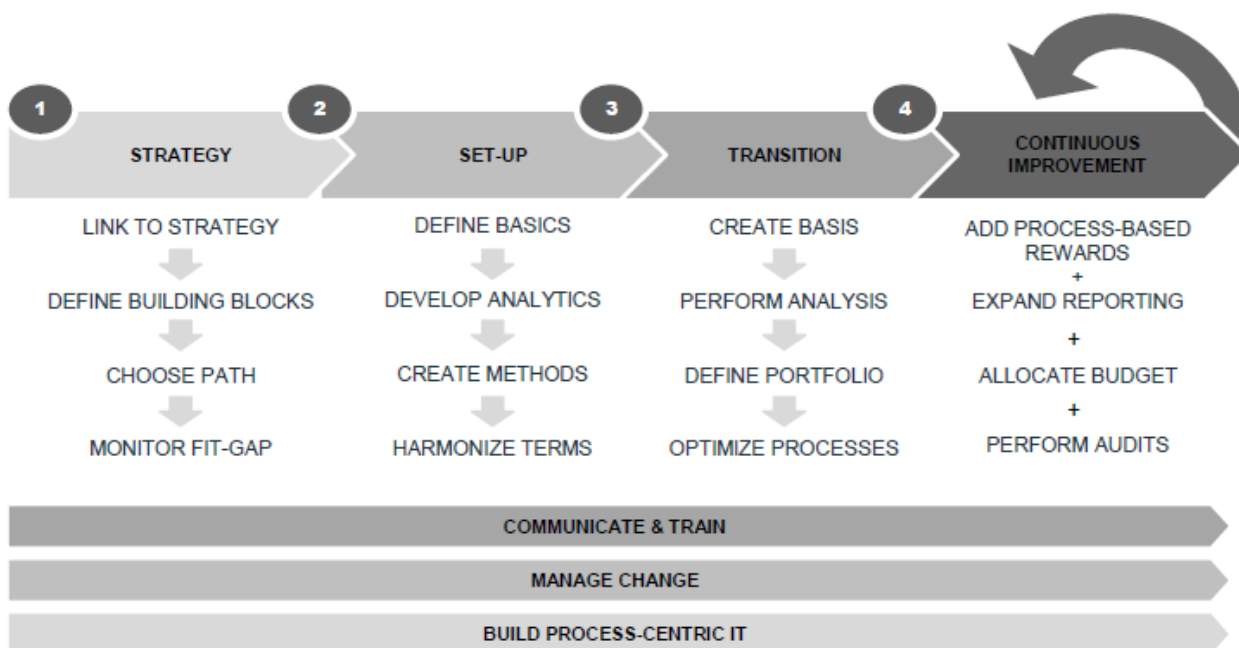 1
2
3
4
STRATEGY
SET-UP
TRANSITION
CONTINUOUS
IMPROVEMENT
LINK TO STRATEGY
DEFINE BUILDING BLOCKS
CHOOSE PATH
MONITOR FIT-GAP
DEFINE BASICS
DEVELOP ANALYTICS
CREATE METHODS
HARMONIZE TERMS
CREATE BASIS
PERFORM ANALYSIS
DEFINE PORTFOLIO
OPTIMIZE PROCESSES
ADD PROCESS-BASED
REWARDS
+
EXPAND REPORTING
+
ALLOCATE BUDGET
+
PERFORM AUDITS
COMMUNICATE & TRAIN
MANAGE CHANGE
BUILD PROCESS-CENTRIC IT